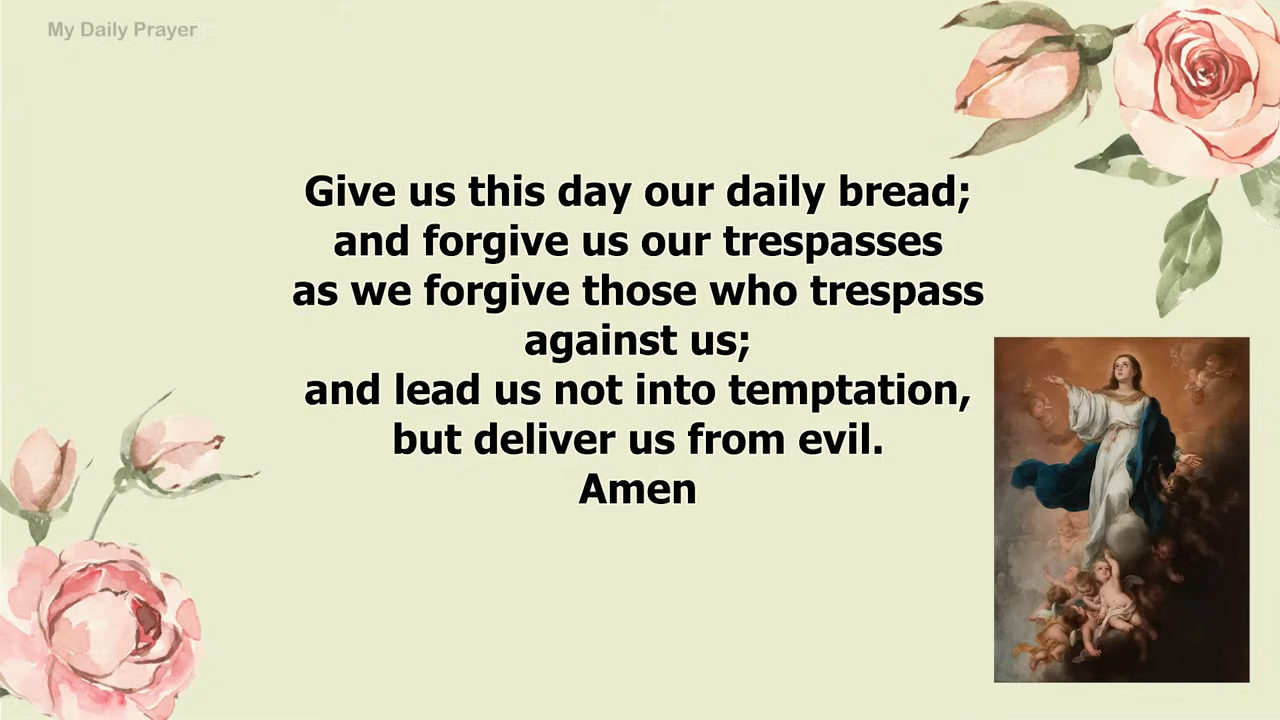 My Daily Prayer
Give us this day our daily bread;
and forgive us our trespasses
as we forgive those who trespass
against us;
and lead us not into temptation,
but deliver us from evil.
Amen